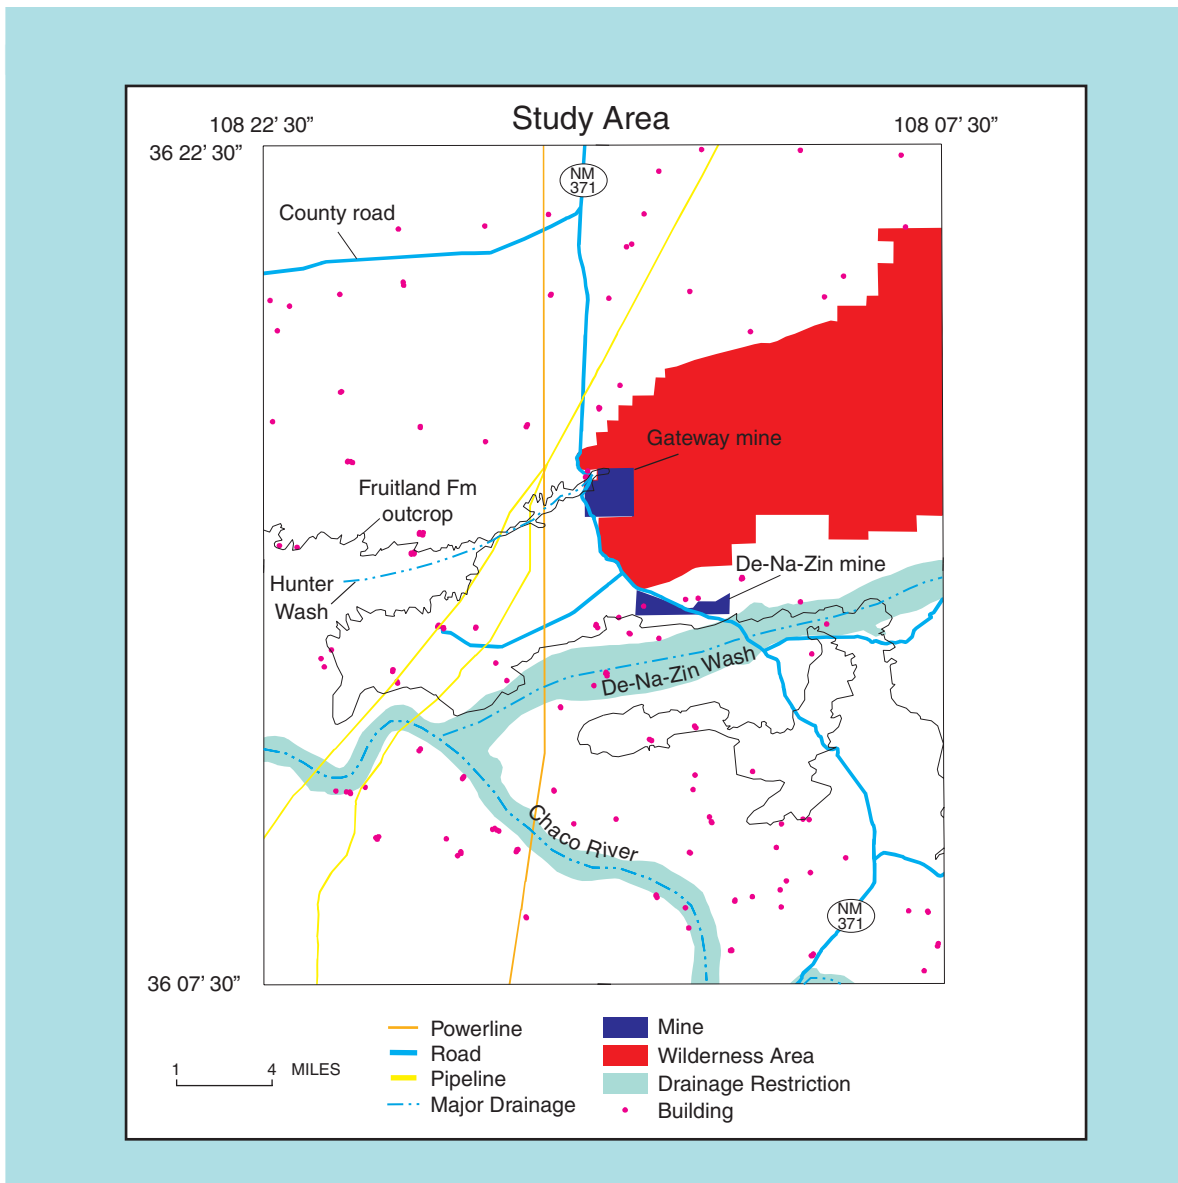 Study Area
108 22’ 30”
108 07’ 30”
36 22’ 30”
NM
371
County road
Gateway mine
Fruitland Fm
outcrop
Hunter
Wash
De-Na-Zin mine
De-Na-Zin Wash
Chaco River
NM
371
36 07’ 30”
Powerline
Road
Pipeline
Major Drainage
Mine
Wilderness Area
Drainage Restriction
Building
1
4
MILES